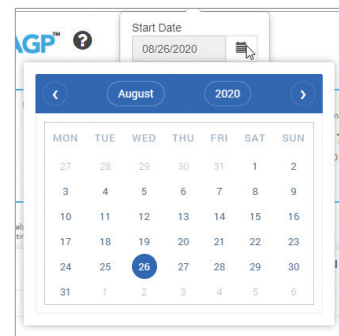 AGP™ ?
Start Date
08/26/2020
August 2020
MON TUE WED THU FRI SAT SUN
27 28 29 30 31 1 2
3 4 5 6 7 8 9
10 11 12 13 14 15 16
17 18 19 20 21 22 23
24 25 26 27 28 29 30
31 1 2 3 4 5 6